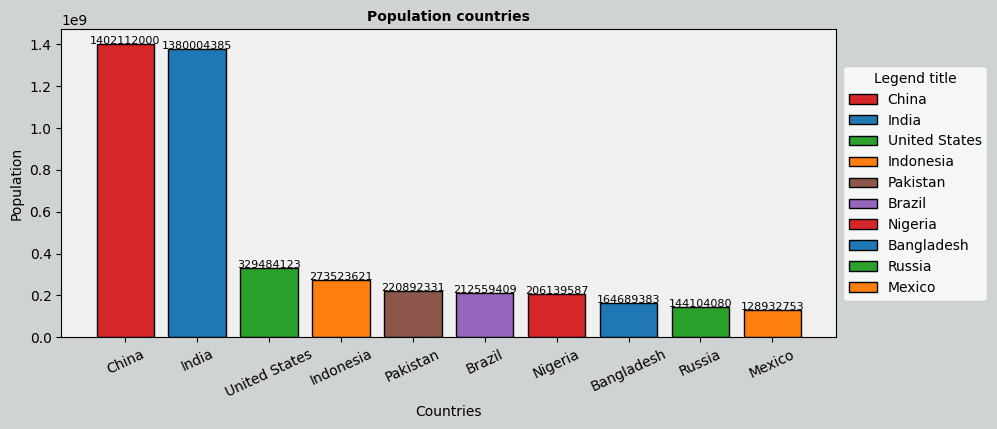 Population countries
1e9
1.4
1.2
1.0
0.8
0.6
0.4
0.2
0.0
Population
1402112000
1380004385
329484123
273523621
220892331
212559409
206139587
164689383
144104080
128932753
China
India
United States
Indonesia
Pakistan
Brazil
Nigeria
Bangladesh
Russia
Mexico
Countries
Legend title
China
India
United States
Indonesia
Pakistan
Brazil
Nigeria
Bangladesh
Russia
Mexico